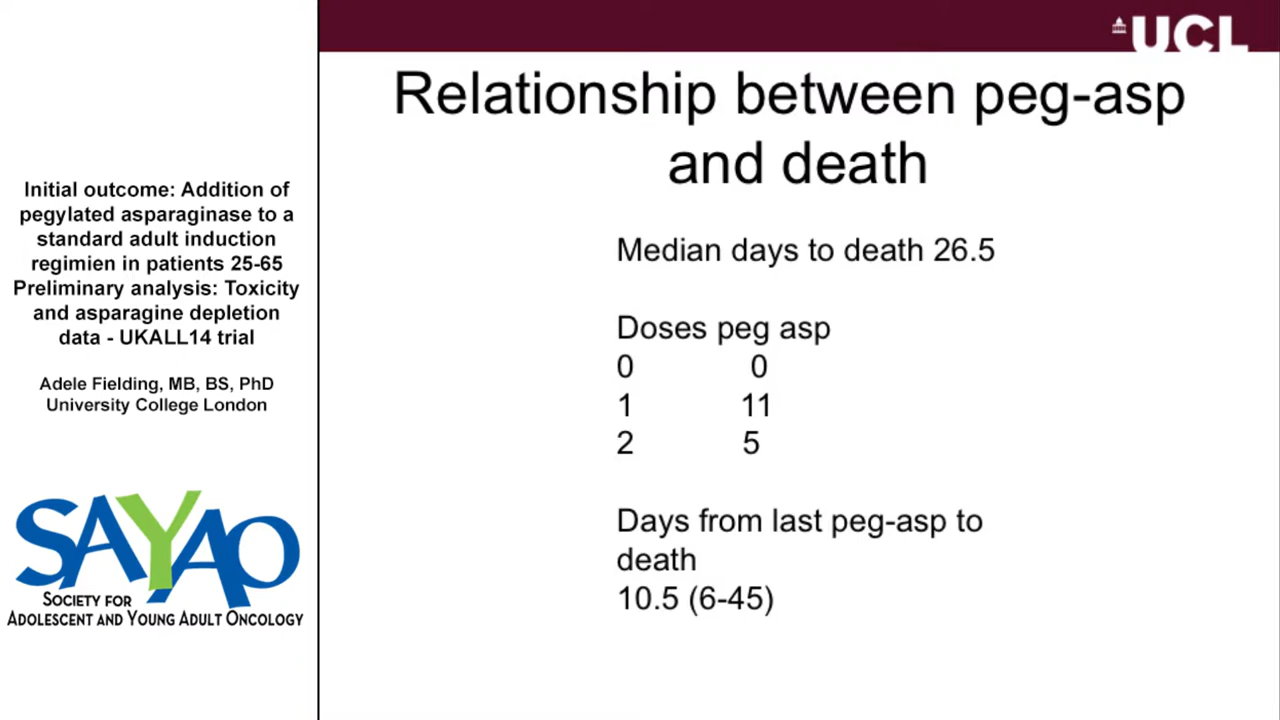 UCL
Relationship between peg-asp
and death
Initial outcome: Addition of
pegylated asparaginase to a
standard adult induction
regimien in patients 25-65
Preliminary analysis: Toxicity
and asparagine depletion
data - UKALL14 trial
Adele Fielding, MB, BS, PhD
University College London
SAYAO
SOCIETY FOR
ADOLESCENT AND YOUNG ADULT ONCOLOGY
Median days to death 26.5
Doses peg asp
0 0
1 11
2 5
Days from last peg-asp to
death
10.5 (6-45)